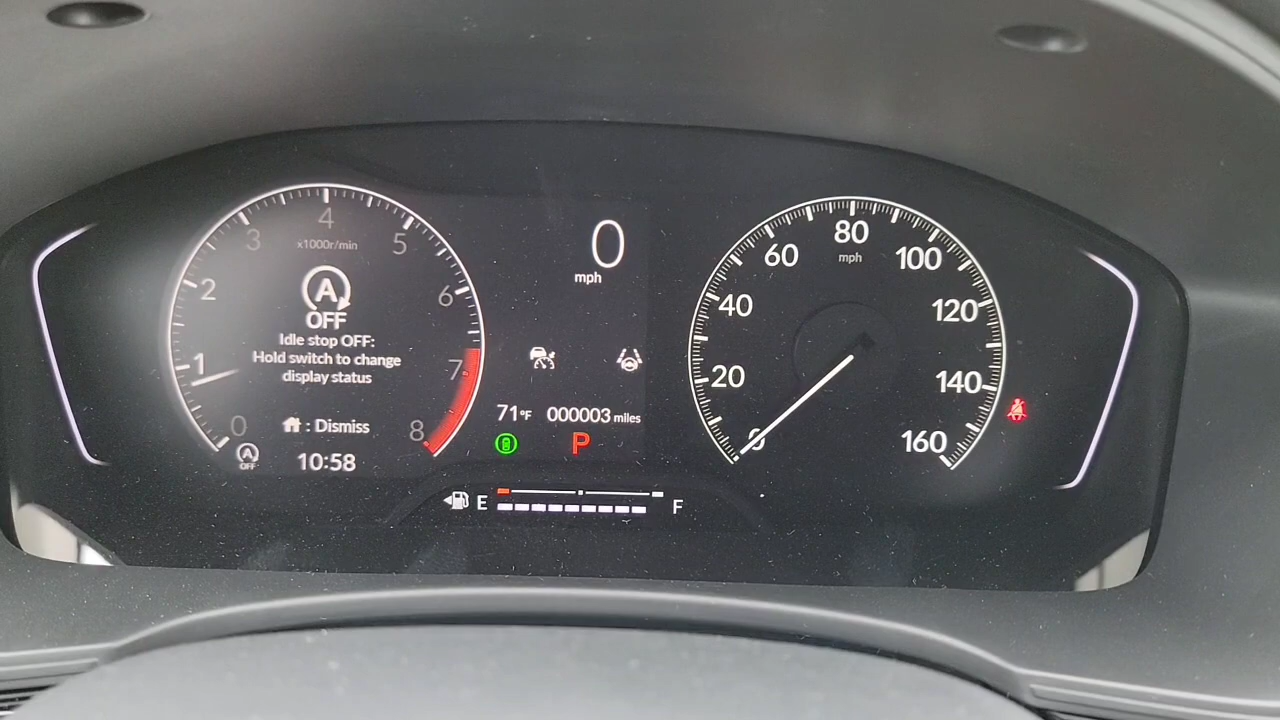 4
3
5
x1000r/min
2
6
A
OFF
Idle stop OFF:
Hold switch to change
display status
1
7
: Dismiss
0
8
A
OFF
10:58
0
mph
71°F
000003 miles
P
E
F
80
60
mph
100
40
120
20
140
0
160